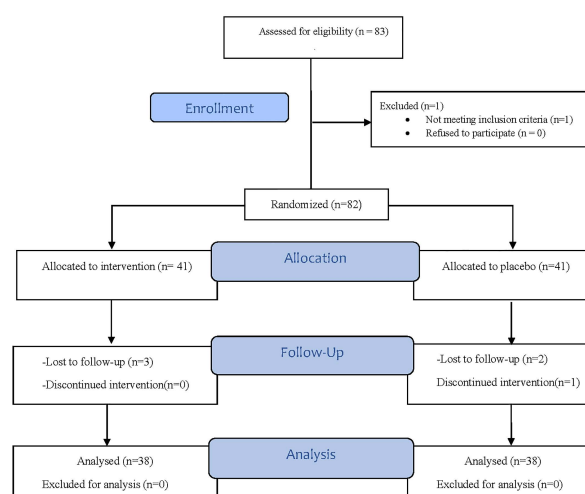 Assessed for eligibility (n = 83)
Enrollment
Excluded (n=1)
• Not meeting inclusion criteria (n=1)
• Refused to participate (n = 0)
Randomized (n=82)
Allocated to intervention (n= 41)
Allocation
Allocated to placebo (n=41)
-Lost to follow-up (n=3)
-Discontinued intervention(n=0)
Follow-Up
-Lost to follow-up (n=2)
Discontinued intervention(n=1)
Analysed (n=38)
Excluded for analysis (n=0)
Analysis
Analysed (n=38)
Excluded for analysis (n=0)